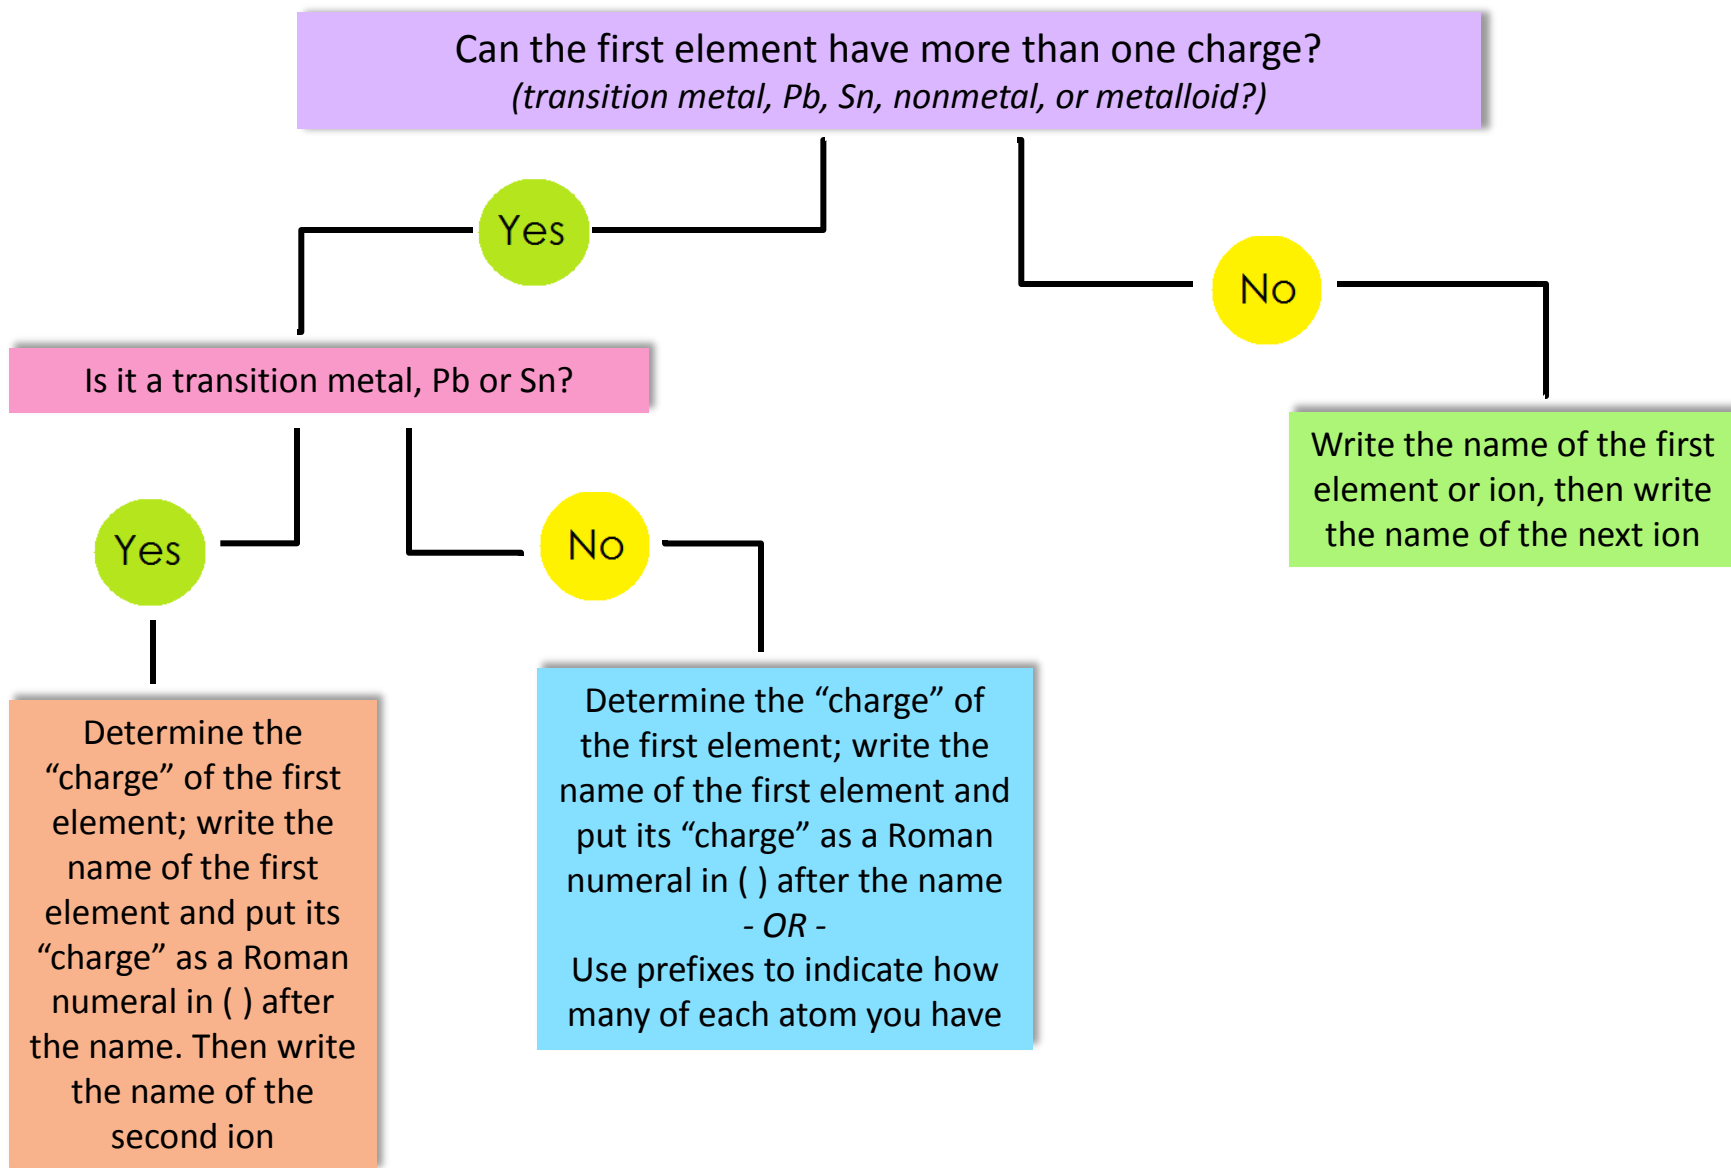 Can the first element have more than one charge?
(transition metal, Pb, Sn, nonmetal, or metalloid?)
Yes
No
Is it a transition metal, Pb or Sn?
Write the name of the first
element or ion, then write
the name of the next ion
Yes
No
Determine the
“charge” of the first
element; write the
name of the first
element and put its
“charge” as a Roman
numeral in ( ) after
the name. Then write
the name of the
second ion
Determine the “charge” of
the first element; write the
name of the first element and
put its “charge” as a Roman
numeral in ( ) after the name
- OR -
Use prefixes to indicate how
many of each atom you have